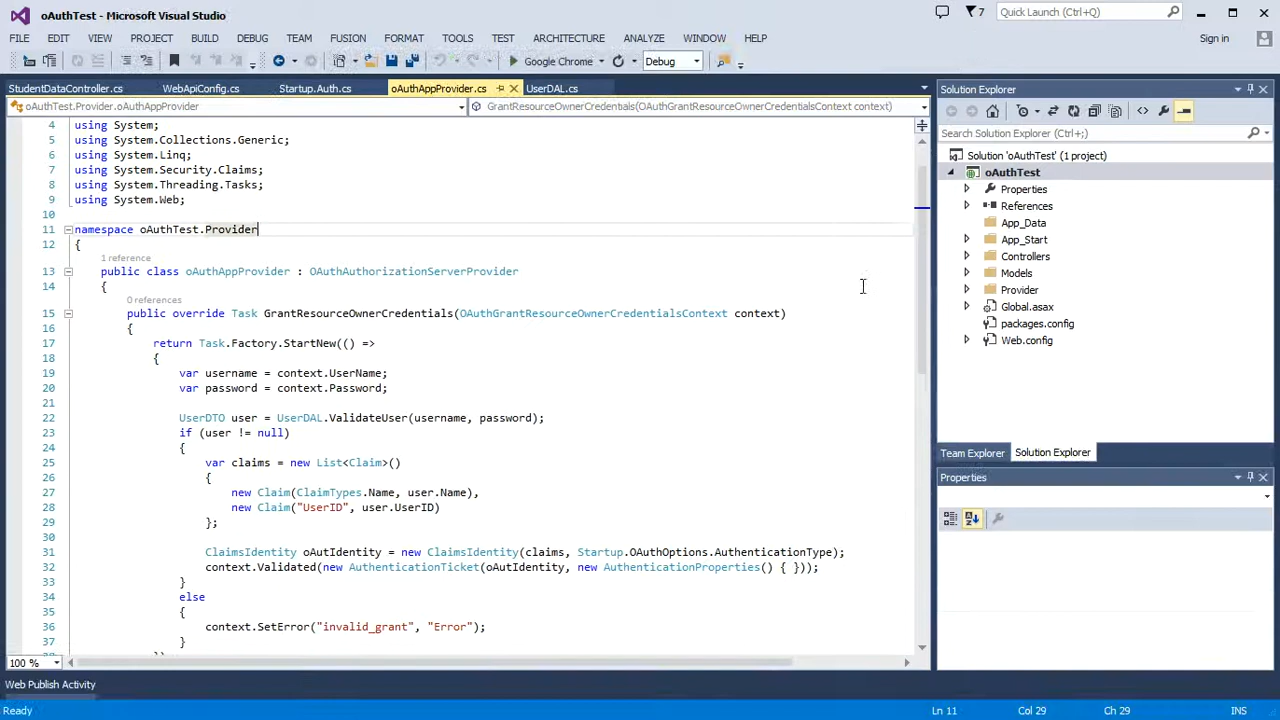 oAuthTest - Microsoft Visual Studio
7
Quick Launch (Ctrl+Q)
FILE EDIT VIEW PROJECT BUILD DEBUG TEAM FUSION FORMAT TOOLS TEST ARCHITECTURE ANALYZE WINDOW HELP
Sign in
Google Chrome
Debug
StudentDataController.cs WebApiConfig.cs Startup.Auth.cs oAuthAppProvider.cs UserDAL.cs
oAuthTest.Provider.oAuthAppProvider
GrantResourceOwnerCredentials(OAuthGrantResourceOwnerCredentialsContext context)
4 using System;
5 using System.Collections.Generic;
6 using System.Linq;
7 using System.Security.Claims;
8 using System.Threading.Tasks;
9 using System.Web;
10
11 namespace oAuthTest.Provider
12 {
1 reference
13 public class oAuthAppProvider : OAuthAuthorizationServerProvider
14 {
0 references
15 public override Task GrantResourceOwnerCredentials(OAuthGrantResourceOwnerCredentialsContext context)
16 {
17 return Task.Factory.StartNew(() =>
18 {
19 var username = context.UserName;
20 var password = context.Password;
21
22 UserDTO user = UserDAL.ValidateUser(username, password);
23 if (user != null)
24 {
25 var claims = new List<Claim>()
26 {
27 new Claim(ClaimTypes.Name, user.Name),
28 new Claim("UserID", user.UserID)
29 };
30
31 ClaimsIdentity oAutIdentity = new ClaimsIdentity(claims, Startup.OAuthOptions.AuthenticationType);
32 context.Validated(new AuthenticationTicket(oAutIdentity, new AuthenticationProperties() { }));
33 }
34 else
35 {
36 context.SetError("invalid_grant", "Error");
37 }
100 %
Solution Explorer
Search Solution Explorer (Ctrl+;)
Solution 'oAuthTest' (1 project)
oAuthTest
Properties
References
App_Data
App_Start
Controllers
Models
Provider
Global.asax
packages.config
Web.config
Team Explorer Solution Explorer
Properties
Web Publish Activity
Ready
Ln 11
Col 29
Ch 29
INS